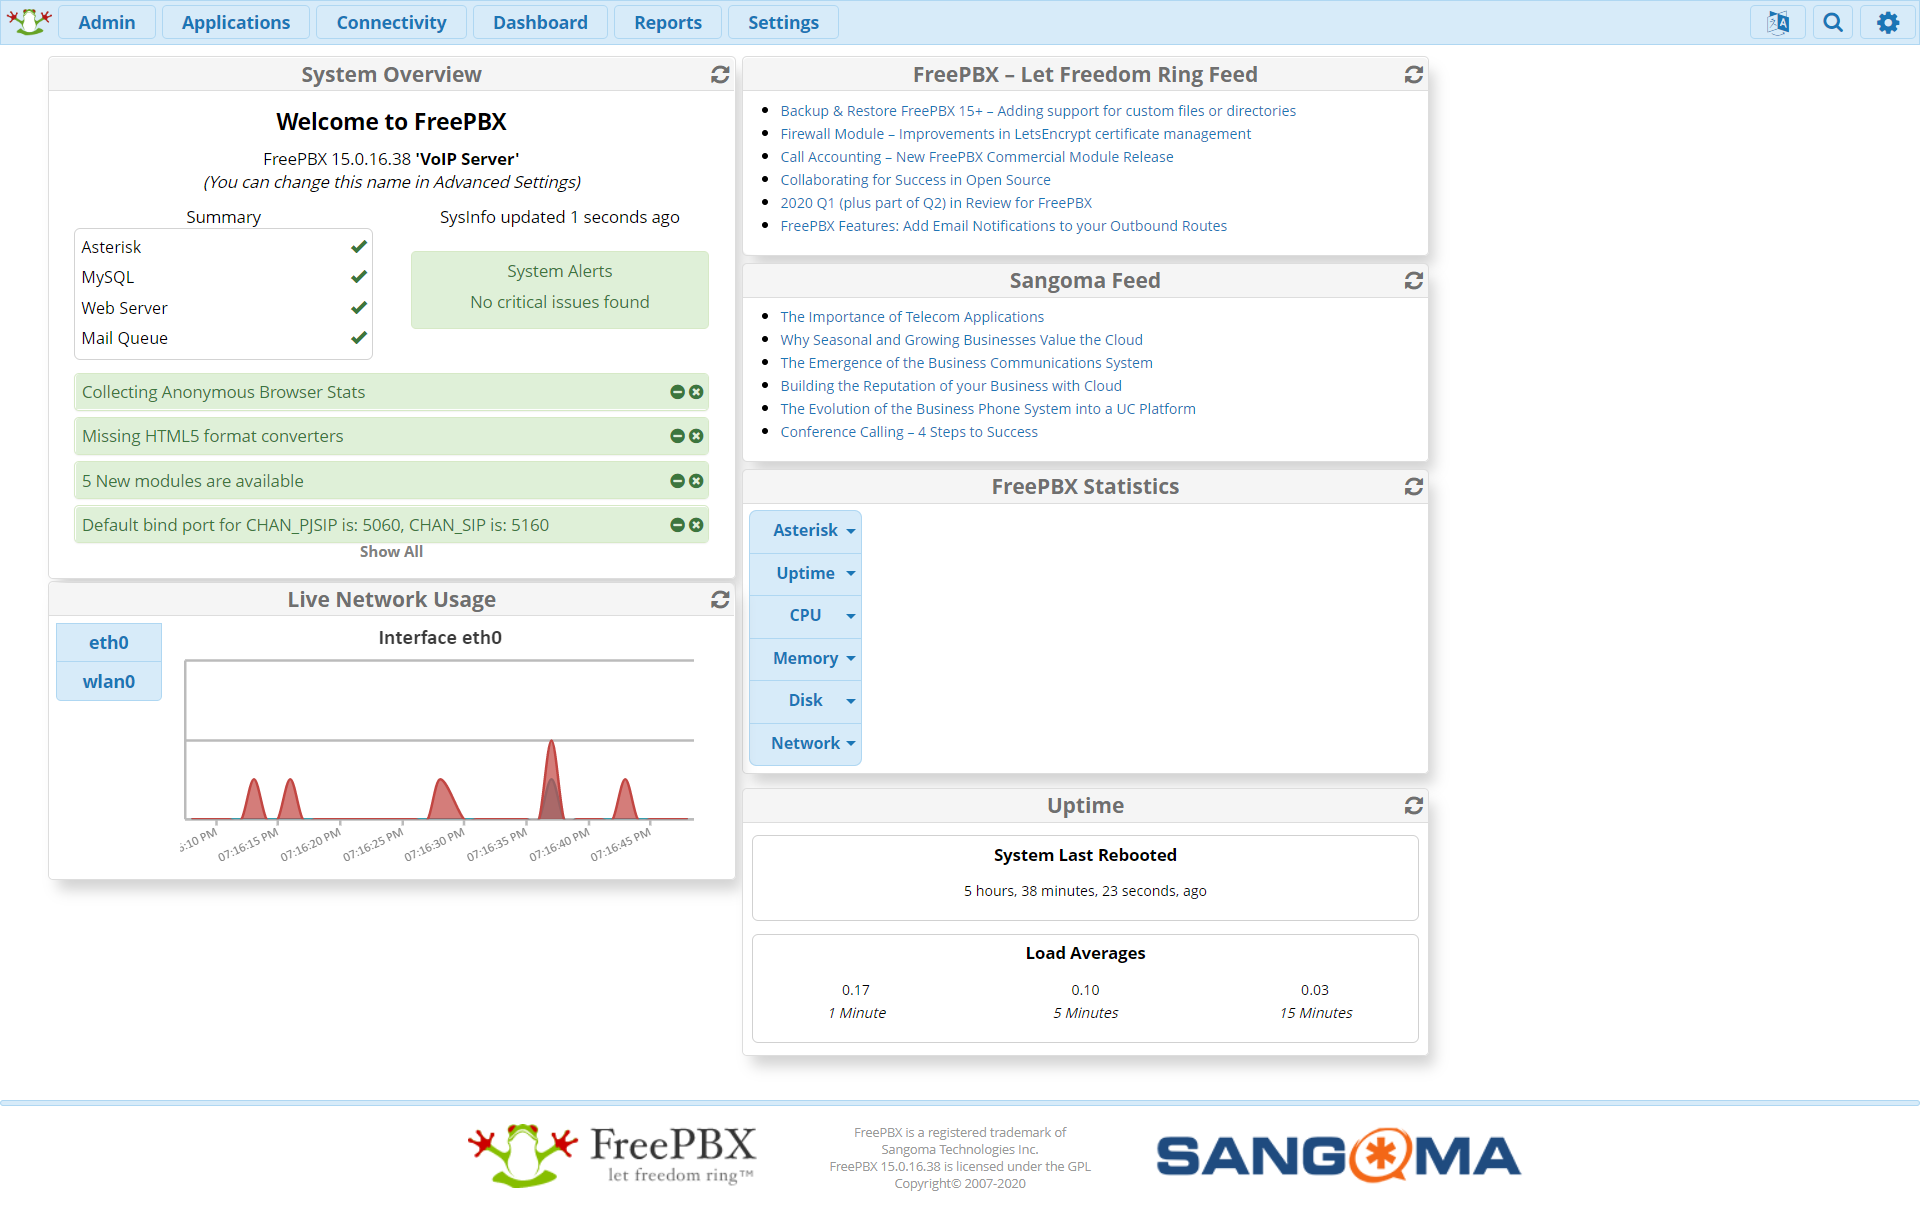 Admin
Applications
Connectivity
Dashboard
Reports
Settings
System Overview
Welcome to FreePBX
FreePBX 15.0.16.38 'VoIP Server'
(You can change this name in Advanced Settings)
Summary
Asterisk
MySQL
Web Server
Mail Queue
SysInfo updated 1 seconds ago
System Alerts
No critical issues found
Collecting Anonymous Browser Stats
Missing HTML5 format converters
5 New modules are available
Default bind port for CHAN_PJSIP is: 5060, CHAN_SIP is: 5160
Show All
Live Network Usage
eth0
wlan0
Interface eth0
5:10 PM
07:16:15 PM
07:16:20 PM
07:16:25 PM
07:16:30 PM
07:16:35 PM
07:16:40 PM
07:16:45 PM
FreePBX – Let Freedom Ring Feed
Backup & Restore FreePBX 15+ – Adding support for custom files or directories
Firewall Module – Improvements in LetsEncrypt certificate management
Call Accounting – New FreePBX Commercial Module Release
Collaborating for Success in Open Source
2020 Q1 (plus part of Q2) in Review for FreePBX
FreePBX Features: Add Email Notifications to your Outbound Routes
Sangoma Feed
The Importance of Telecom Applications
Why Seasonal and Growing Businesses Value the Cloud
The Emergence of the Business Communications System
Building the Reputation of your Business with Cloud
The Evolution of the Business Phone System into a UC Platform
Conference Calling – 4 Steps to Success
FreePBX Statistics
Asterisk
Uptime
CPU
Memory
Disk
Network
Uptime
System Last Rebooted
5 hours, 38 minutes, 23 seconds, ago
Load Averages
0.17
1 Minute
0.10
5 Minutes
0.03
15 Minutes
FreePBX
let freedom ring™
FreePBX is a registered trademark of
Sangoma Technologies Inc.
FreePBX 15.0.16.38 is licensed under the GPL
Copyright© 2007-2020
SANGOMA